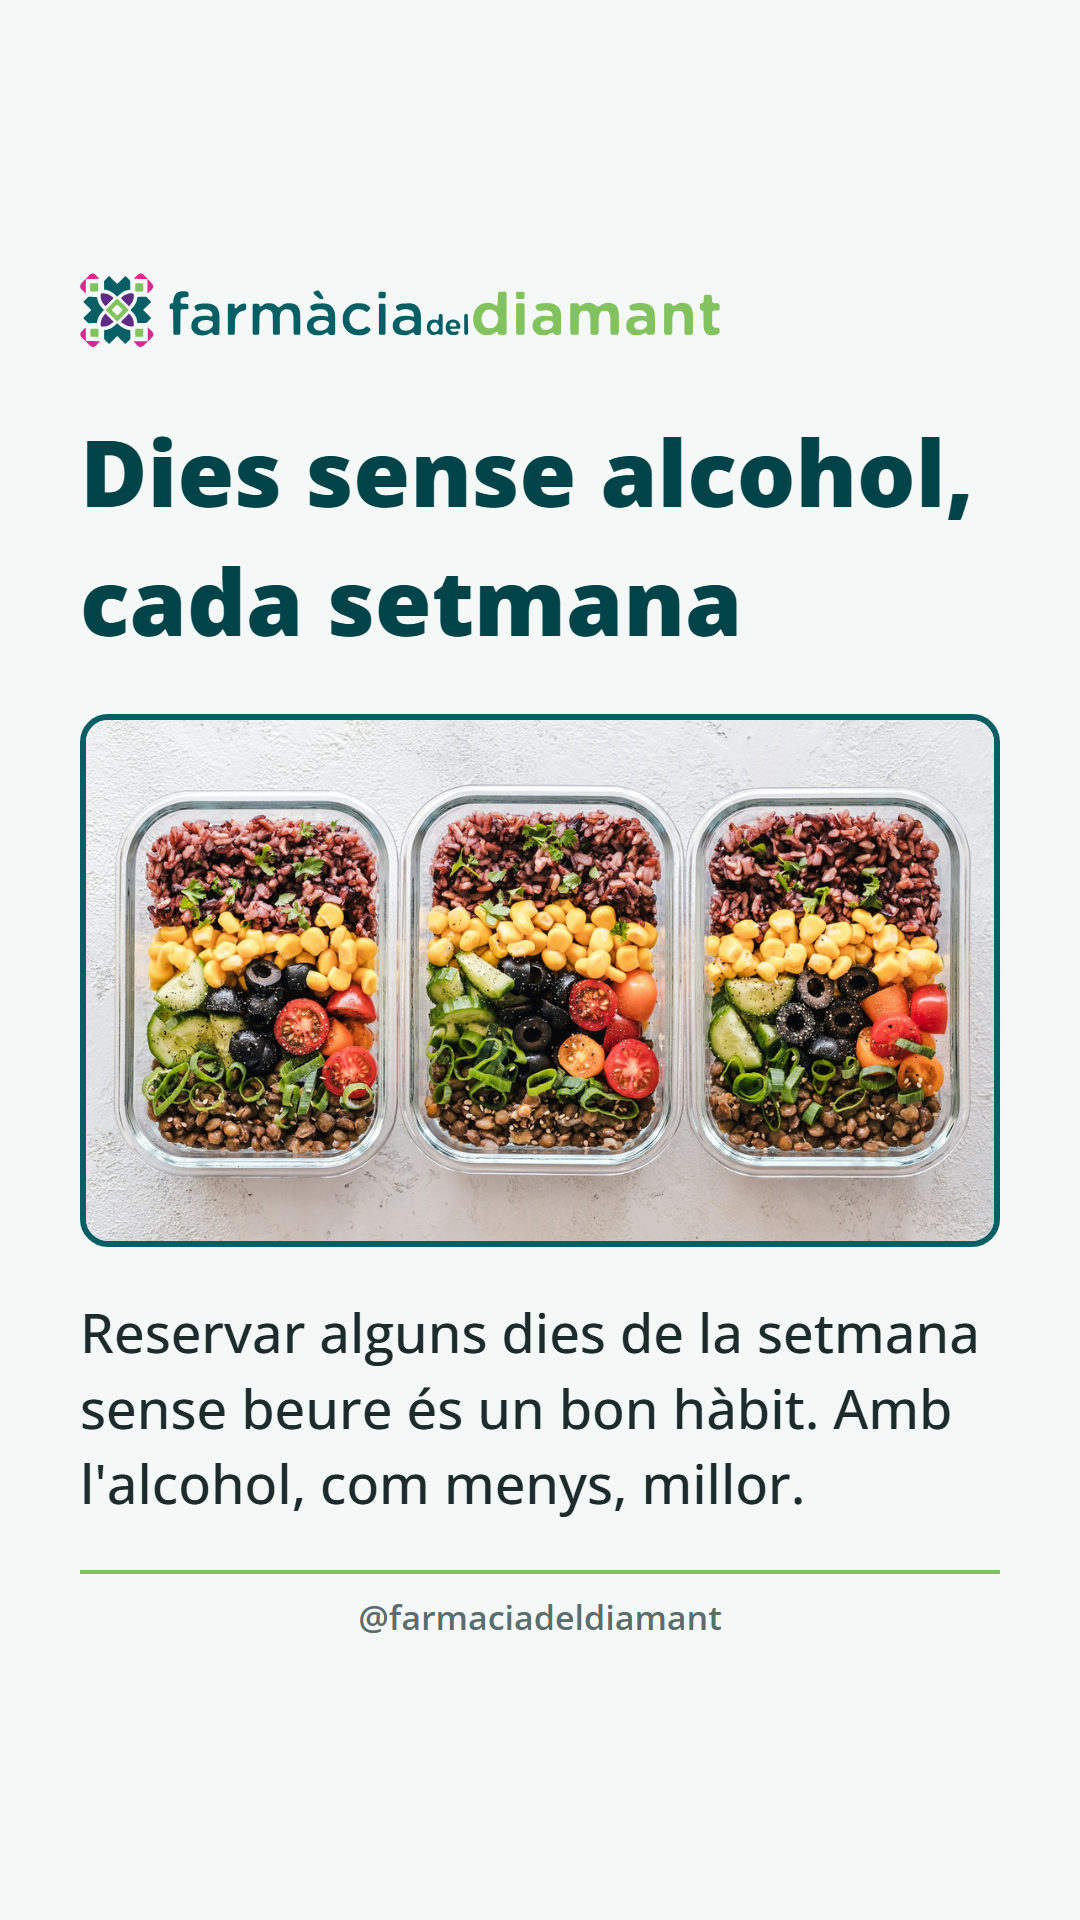 farmàciadeldiamant
Dies sense alcohol,
cada setmana
Reservar alguns dies de la setmana
sense beure és un bon hàbit. Amb
l'alcohol, com menys, millor.
@farmaciadeldiamant